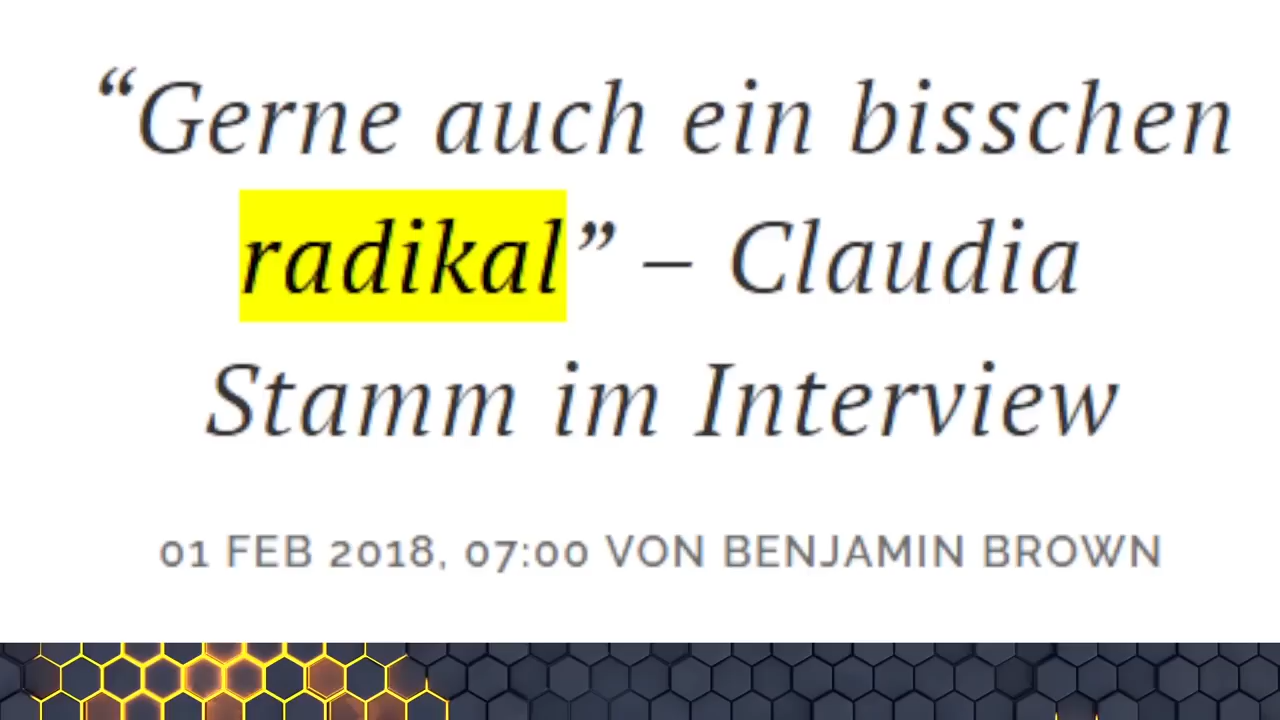 “Gerne auch ein bisschen
radikal” – Claudia
Stamm im Interview
01 FEB 2018, 07:00 VON BENJAMIN BROWN